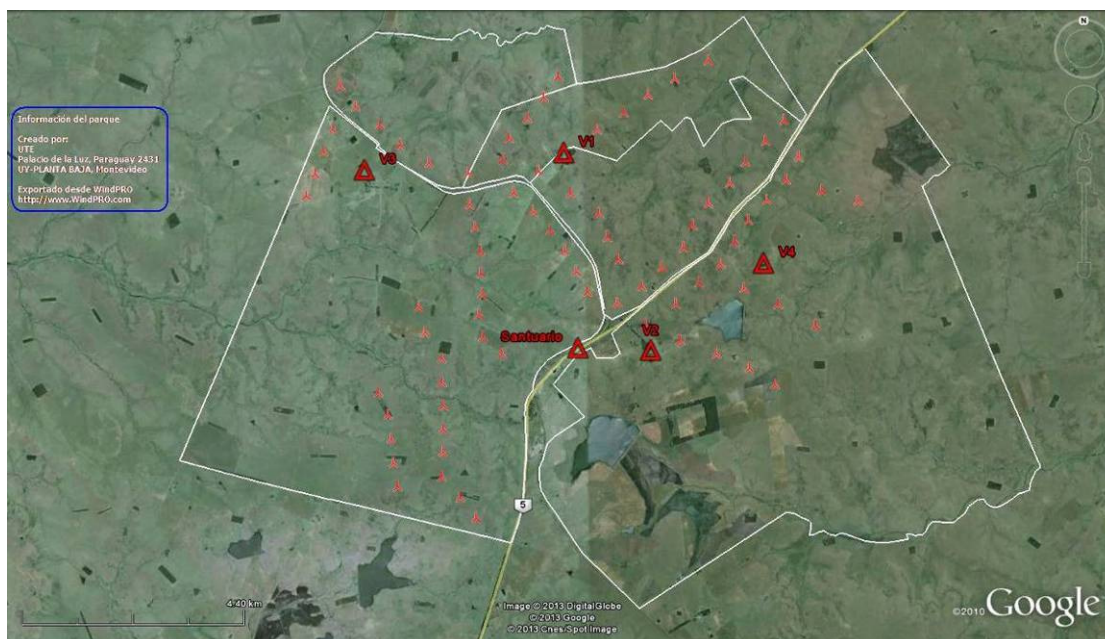 N
Información del parque
Creado por:
UTE
Palacio de la Luz, Paraguay 2431
UY-PLANTA BAJA, Montevideo
Exportado desde WindPRO
http://www.WindPRO.com
V1
V3
V4
Santuario
V2
5
4.40 km
Image © 2013 DigitalGlobe
© 2013 Google
© 2013 Cnes/Spot Image
©2010 Google